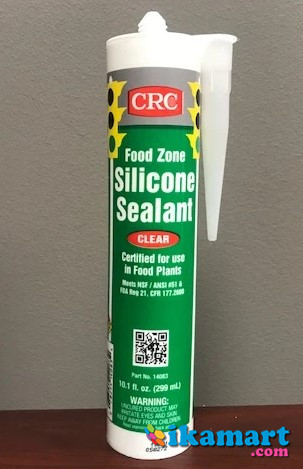 CRC
Food Zone
Silicone
Sealant
CLEAR
Certified for use
in Food Plants
Meets NSF / ANSI #51 &
FDA Reg 21, CFR 177.2600
Part No. 14083
10.1 fl. oz. (299 mL)
WARNING:
UNCURED PRODUCT MAY
IRRITATE EYES AND SKIN.
KEEP AWAY FROM CHILDREN.
ikamart
.com